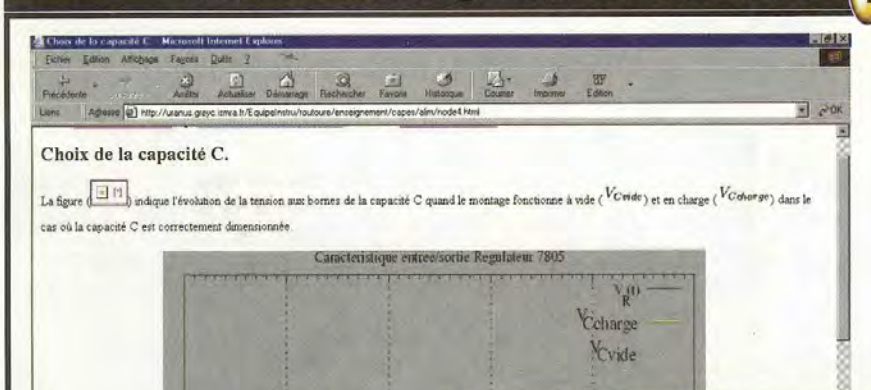 Choix de la capacité C. Microsoft Internet Explorer
Fichier Edition Affichage Favoris Outils ?
Précédente Arrêter Actualiser Démarrage Rechercher Favoris Historique Courrier Imprimer Edition
Liens Adresse http://uranus.greyc.ismra.fr/EquipeInstru/routoure/enseignement/capes/alim/node4.html OK
Choix de la capacité C.
La figure ( [*] ) indique l'évolution de la tension aux bornes de la capacité C quand le montage fonctionne à vide ( VCvide ) et en charge ( VCcharge ) dans le
cas où la capacité C est correctement dimensionnée.
Caracteristique entree/sortie Regulateur 7805
V (t)
R
VCcharge
VCvide